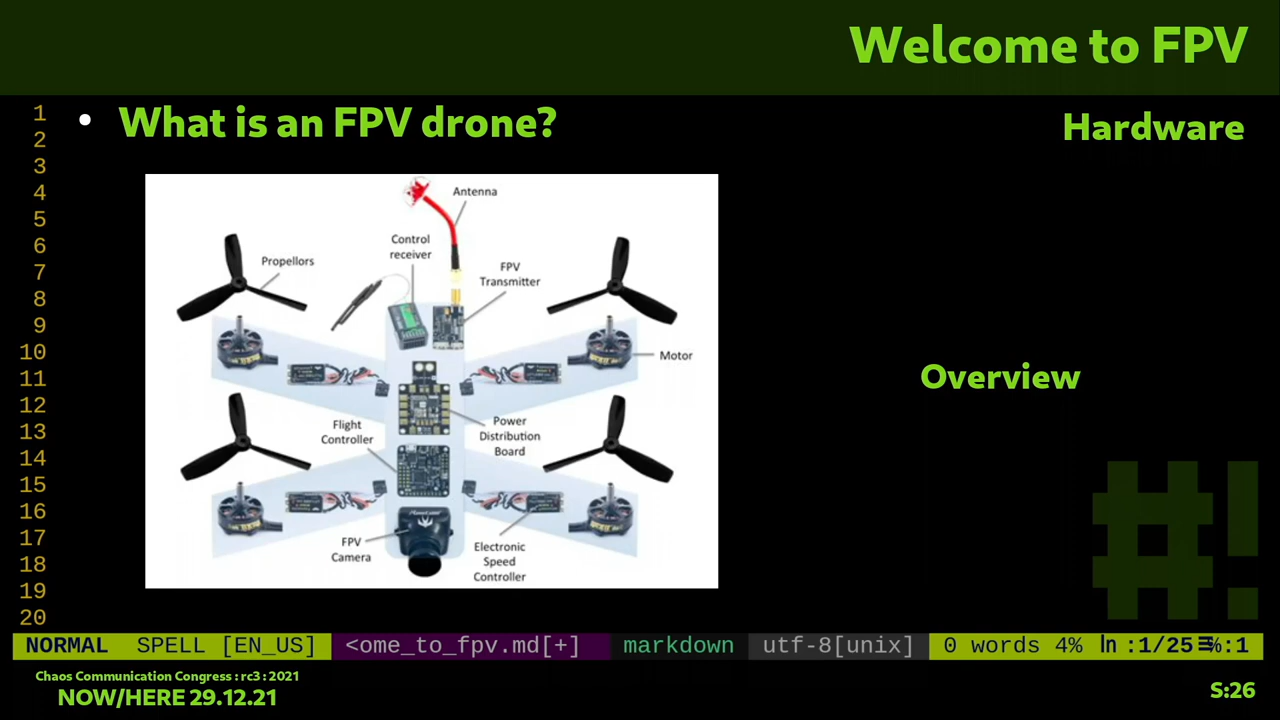 Welcome to FPV
• What is an FPV drone?
Hardware
1
2
3
4
5
6
7
8
9
10
11
12
13
14
15
16
17
18
19
20
Antenna
Control
receiver
Propellors
FPV
Transmitter
Motor
Flight
Controller
Power
Distribution
Board
FPV
Camera
Electronic
Speed
Controller
Overview
#!
NORMAL SPELL [EN_US] <ome_to_fpv.md[+] markdown utf-8[unix] 0 words 4% ln :1/25 ☰%:1
Chaos Communication Congress : rc3 : 2021
NOW/HERE 29.12.21
S:26